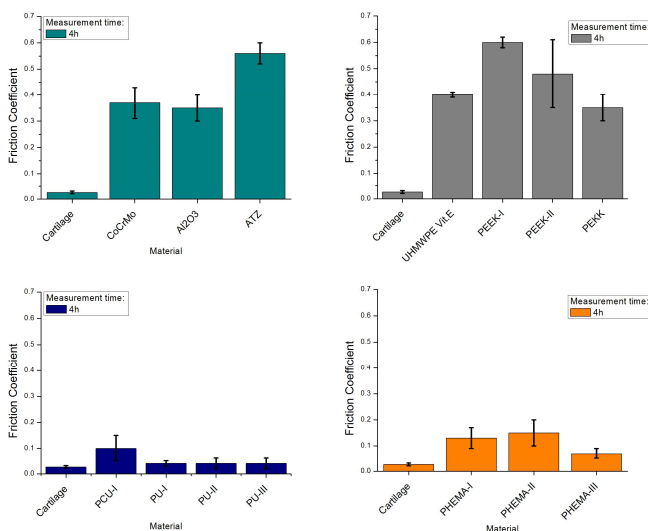 Measurement time:
4h
Friction Coefficient
0.7
0.6
0.5
0.4
0.3
0.2
0.1
0.0
Cartilage
CoCrMo
Al2O3
ATZ
Material
Measurement time:
4h
Friction Coefficient
0.7
0.6
0.5
0.4
0.3
0.2
0.1
0.0
Cartilage
UHMWPE Vit.E
PEEK-I
PEEK-II
PEKK
Measurement time:
4h
Friction Coefficient
0.7
0.6
0.5
0.4
0.3
0.2
0.1
0.0
Cartilage
PCU-I
PU-I
PU-II
PU-III
Material
Measurement time:
4h
Friction Coefficient
0.7
0.6
0.5
0.4
0.3
0.2
0.1
0.0
Cartilage
PHEMA-I
PHEMA-II
PHEMA-III
Material